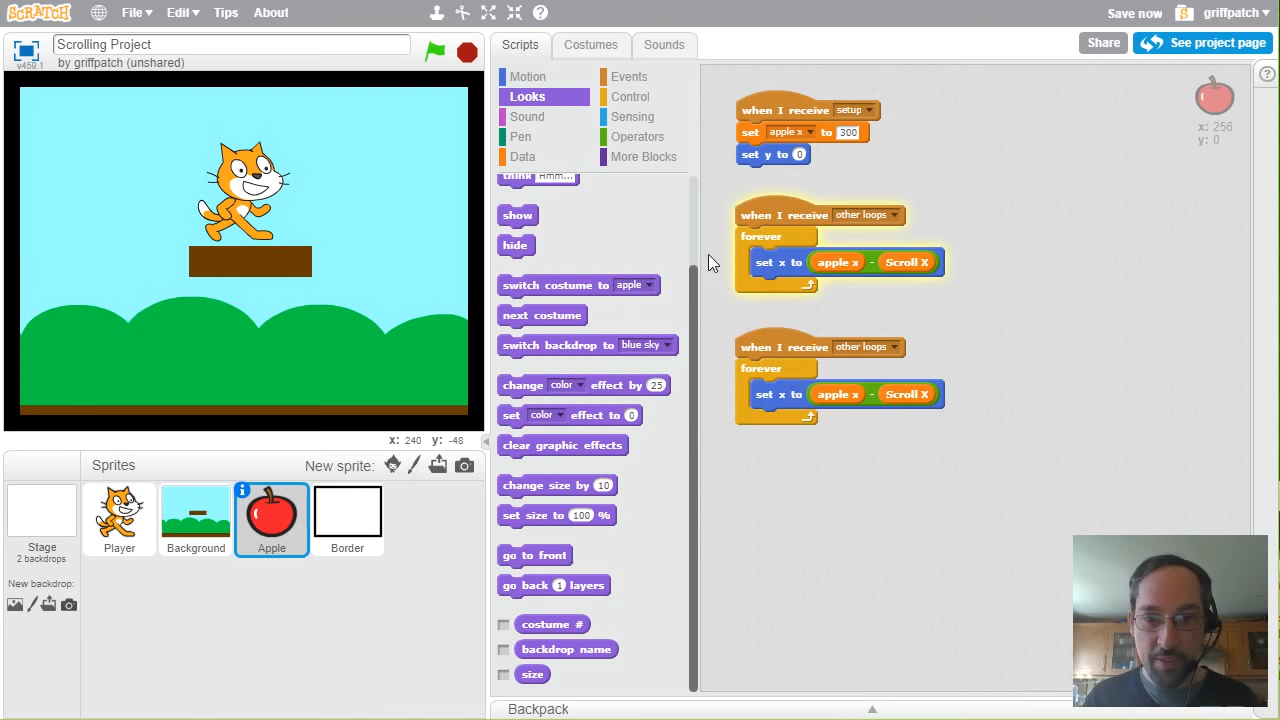 SCRATCH File Edit Tips About Save now griffpatch
Scrolling Project
by griffpatch (unshared)
v459.1
Scripts Costumes Sounds
Share See project page
Motion Events
Looks Control
Sound Sensing
Pen Operators
Data More Blocks
think Hmm...
show
hide
switch costume to apple
next costume
switch backdrop to blue sky
change color effect by 25
set color effect to 0
clear graphic effects
change size by 10
set size to 100 %
go to front
go back 1 layers
costume #
backdrop name
size
when I receive setup
set apple x to 300
set y to 0
when I receive other loops
forever
set x to apple x - Scroll X
when I receive other loops
forever
set x to apple x - Scroll X
x: 256
y: 0
x: 240 y: -48
Sprites New sprite:
Stage
2 backdrops
New backdrop:
Player Background Apple Border
Backpack